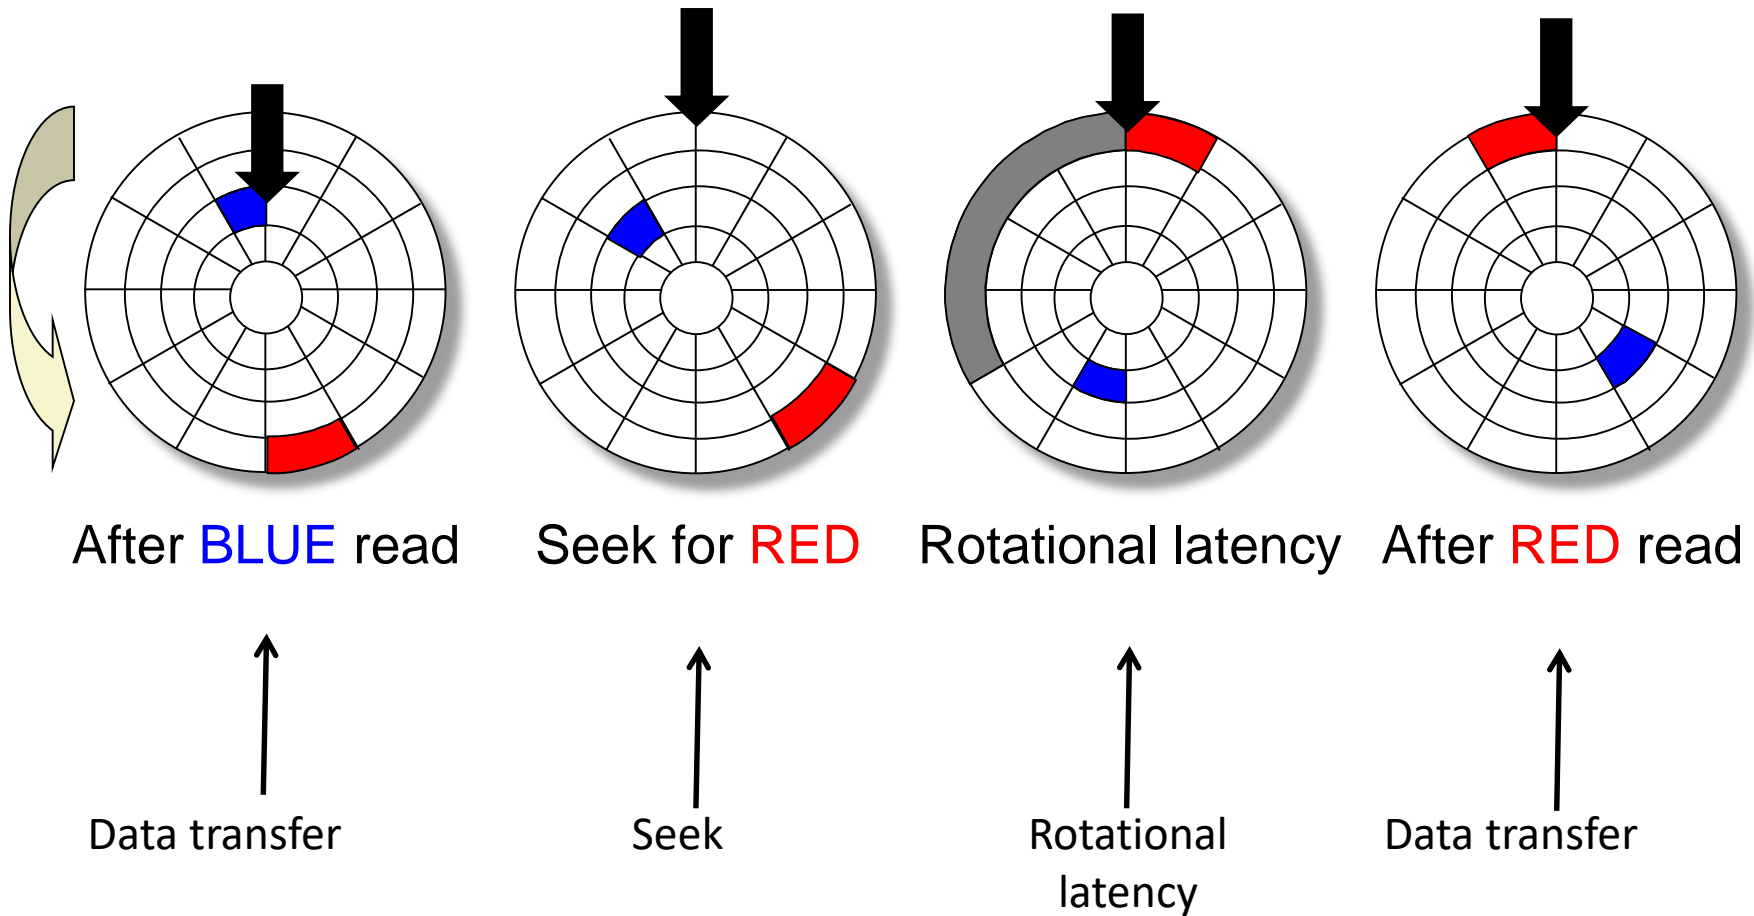 After BLUE read
Seek for RED
Rotational latency
After RED read
Data transfer
Seek
Rotational
latency
Data transfer